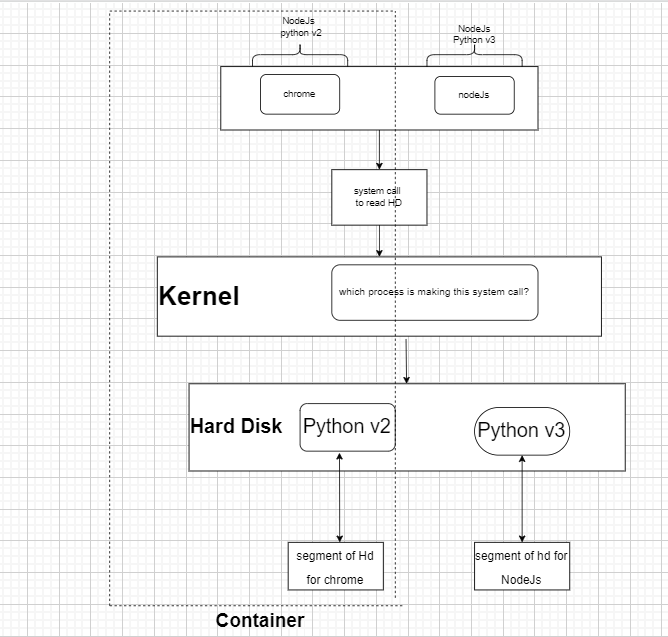 NodeJs
python v2
NodeJs
Python v3
chrome
nodeJs
system call
to read HD
Kernel
which process is making this system call?
Hard Disk
Python v2
Python v3
segment of Hd
for chrome
segment of hd for
NodeJs
Container